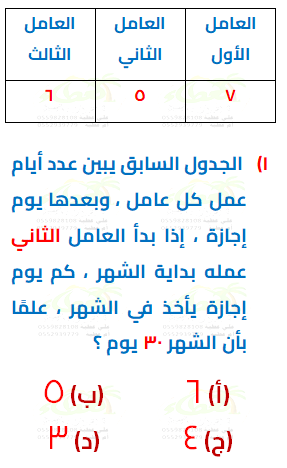 العامل الأول	العامل الثاني	العامل الثالث
٧	٥	٦
١) الجدول السابق يبين عدد أيام
عمل كل عامل ، وبعدها يوم
إجازة ، إذا بدأ العامل الثاني
عمله بداية الشهر ، كم يوم
إجازة يأخذ في الشهر ، علمًا
بأن الشهر ٣٠ يوم ؟
(أ) ٦ (ب) ٥
(ج) ٤ (د) ٣